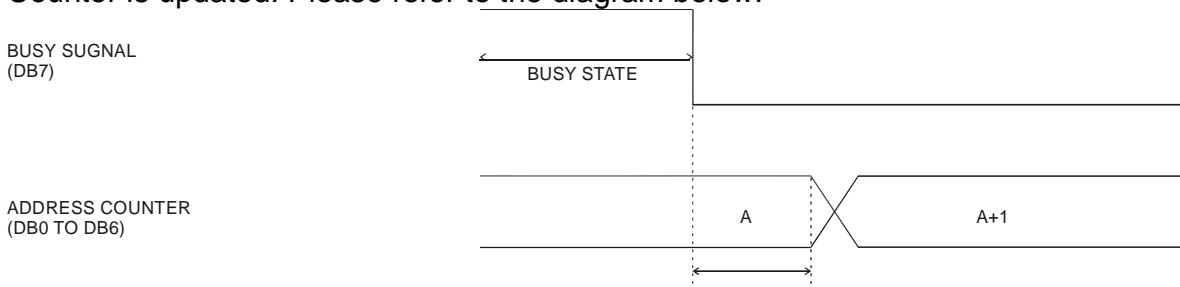 Counter is updated. Please refer to the diagram below.
BUSY SUGNAL
(DB7)
BUSY STATE
ADDRESS COUNTER
(DB0 TO DB6)
A
A+1